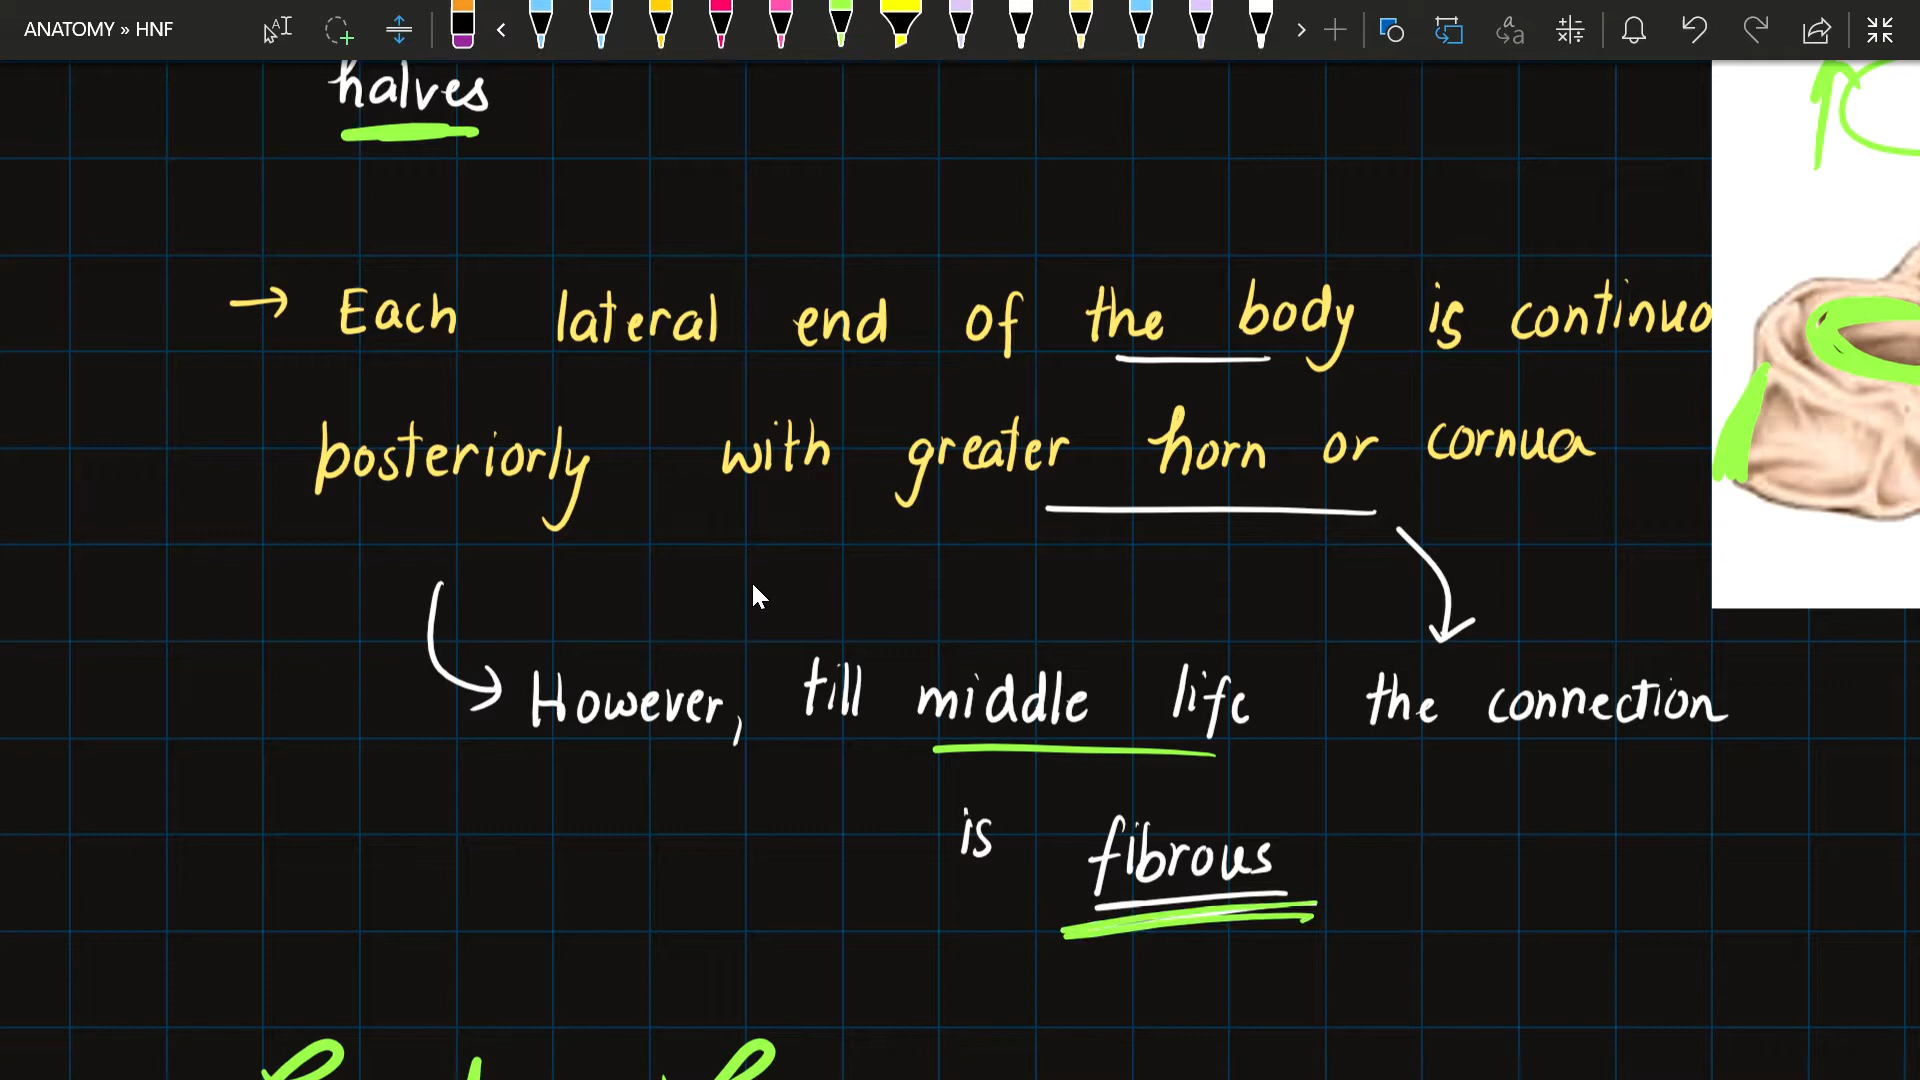 ANATOMY » HNF
halves
→ Each lateral end of the body is continuo
posteriorly with greater horn or cornua
However, till middle life the connection
is fibrous